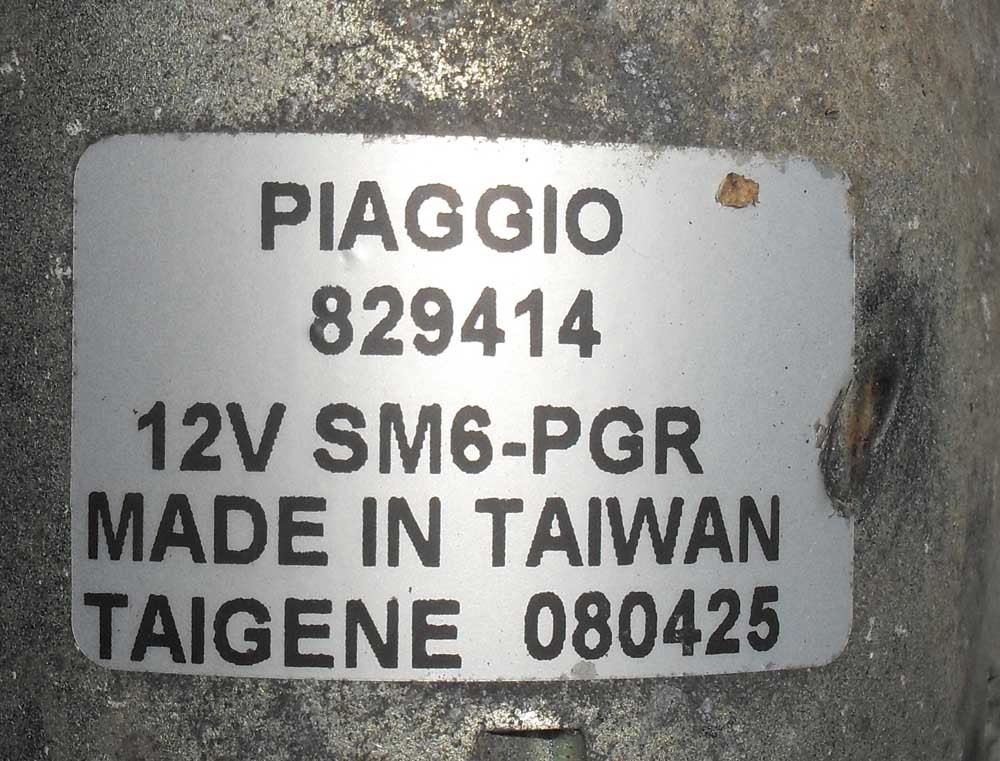 PIAGGIO
829414
12V SM6-PGR
MADE IN TAIWAN
TAIGENE 080425